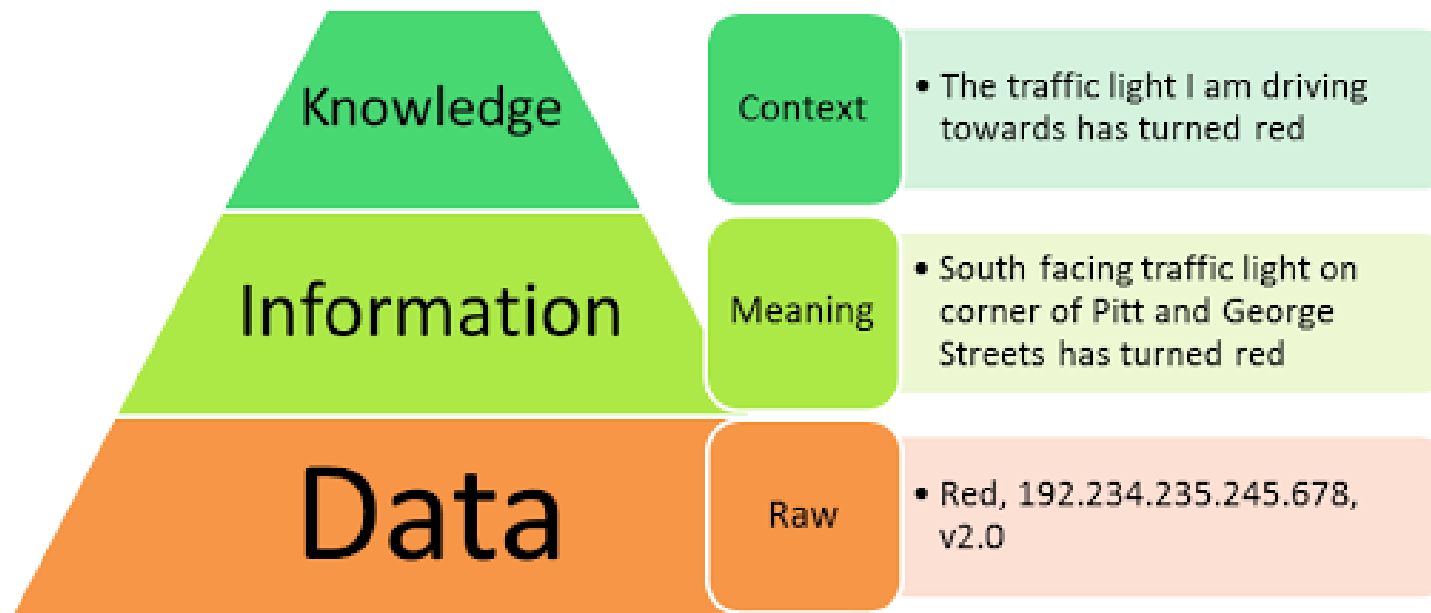 Knowledge
Context
• The traffic light I am driving
towards has turned red
Information
Meaning
• South facing traffic light on
corner of Pitt and George
Streets has turned red
Data
Raw
• Red, 192.234.235.245.678,
v2.0